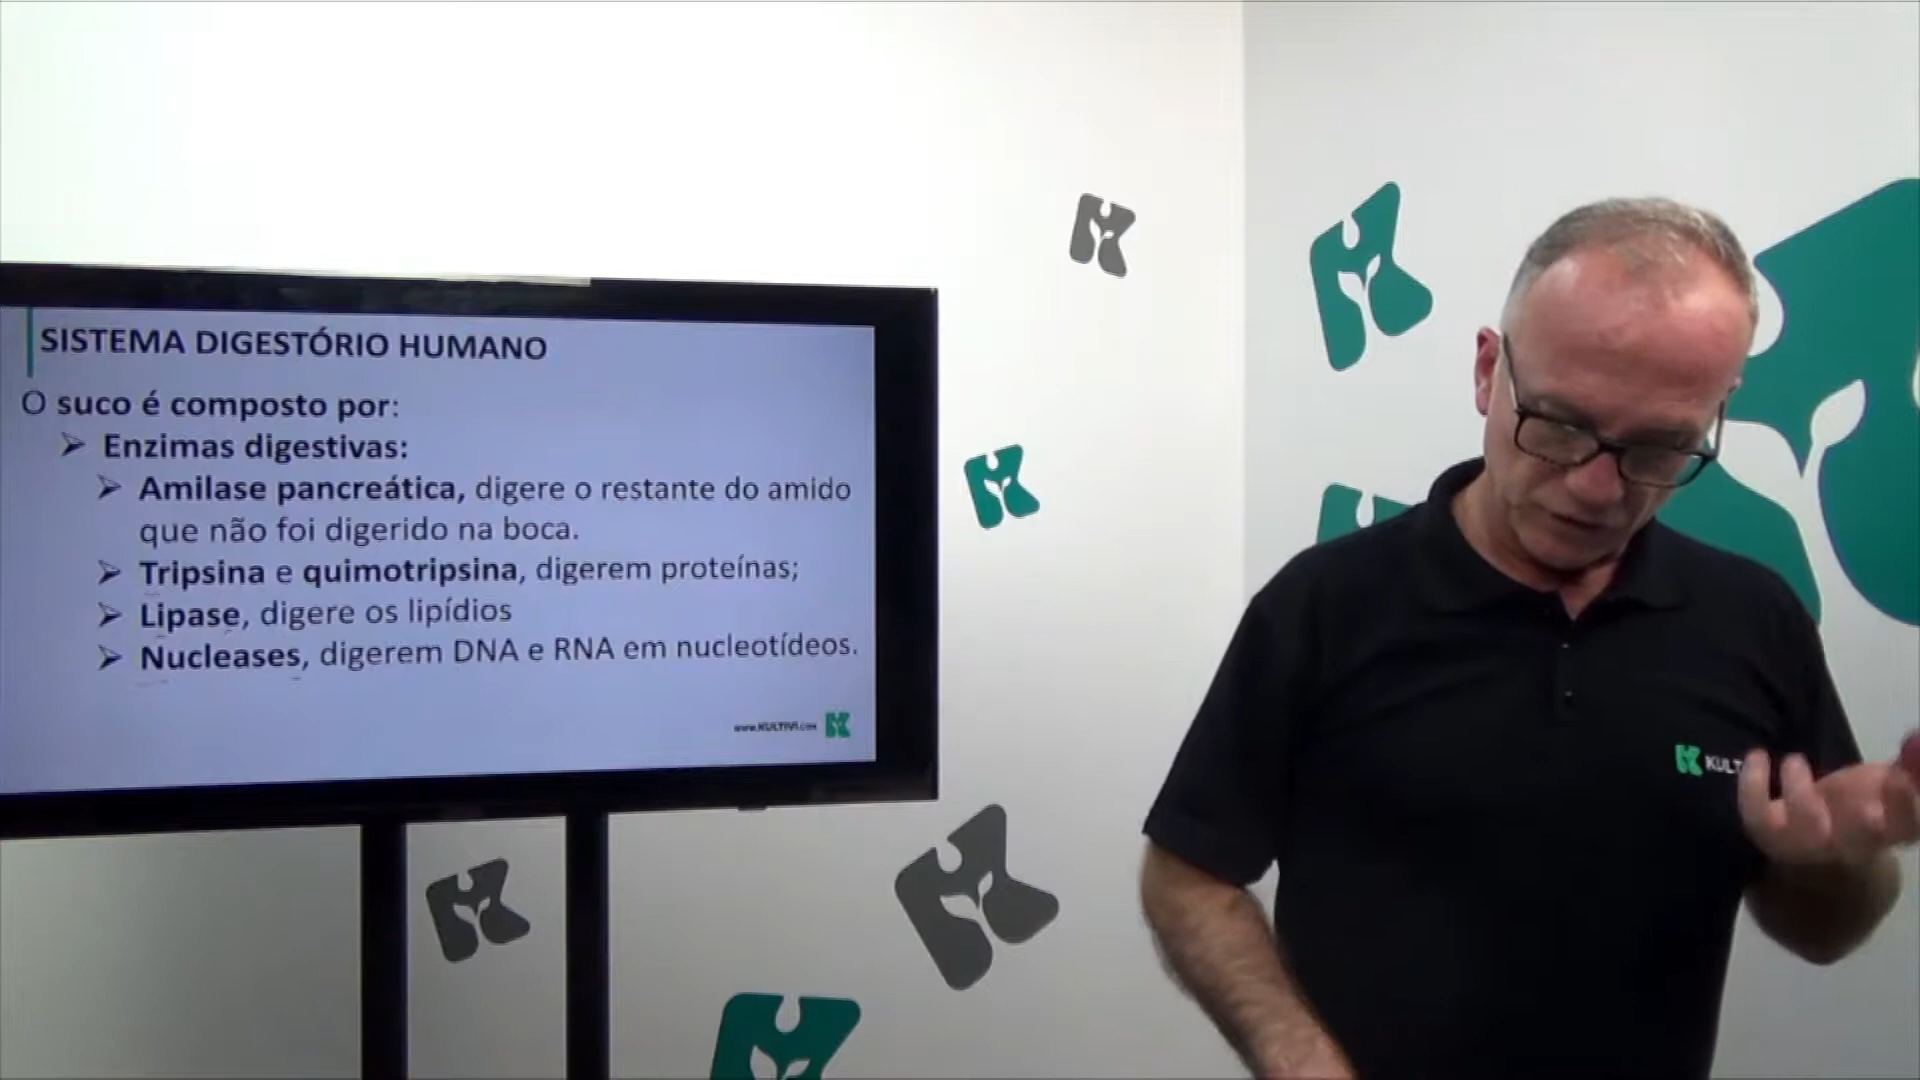 SISTEMA DIGESTÓRIO HUMANO
O suco é composto por:
Enzimas digestivas:
Amilase pancreática, digere o restante do amido
que não foi digerido na boca.
Tripsina e quimotripsina, digerem proteínas;
Lipase, digere os lipídios
Nucleases, digerem DNA e RNA em nucleotídeos.
www.KULTIVI.com
KULT